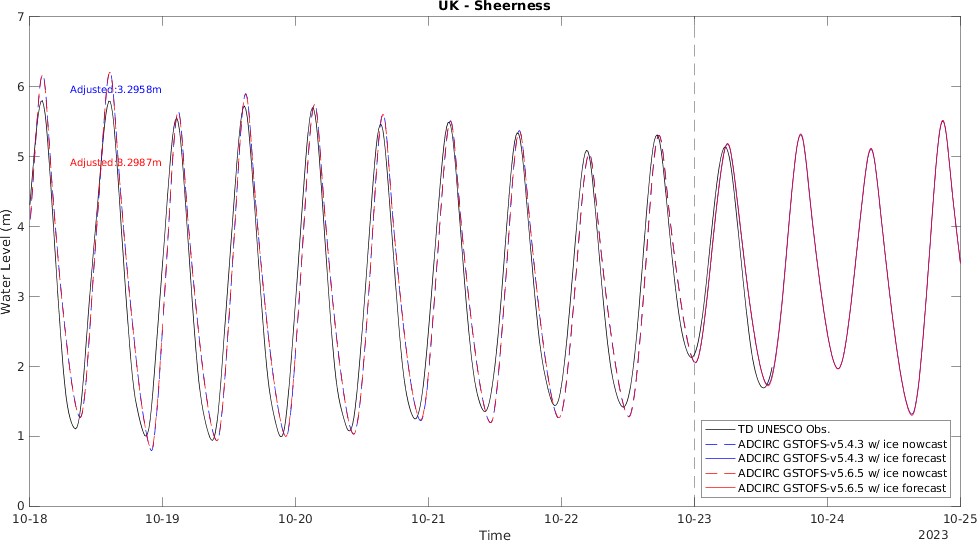 UK - Sheerness
7
6
5
4
3
2
1
0
Water Level (m)
Adjusted:3.2958m
Adjusted:3.2987m
TD UNESCO Obs.
ADCIRC GSTOFS-v5.4.3 w/ ice nowcast
ADCIRC GSTOFS-v5.4.3 w/ ice forecast
ADCIRC GSTOFS-v5.6.5 w/ ice nowcast
ADCIRC GSTOFS-v5.6.5 w/ ice forecast
10-18 10-19 10-20 10-21 10-22 10-23 10-24 10-25
Time
2023